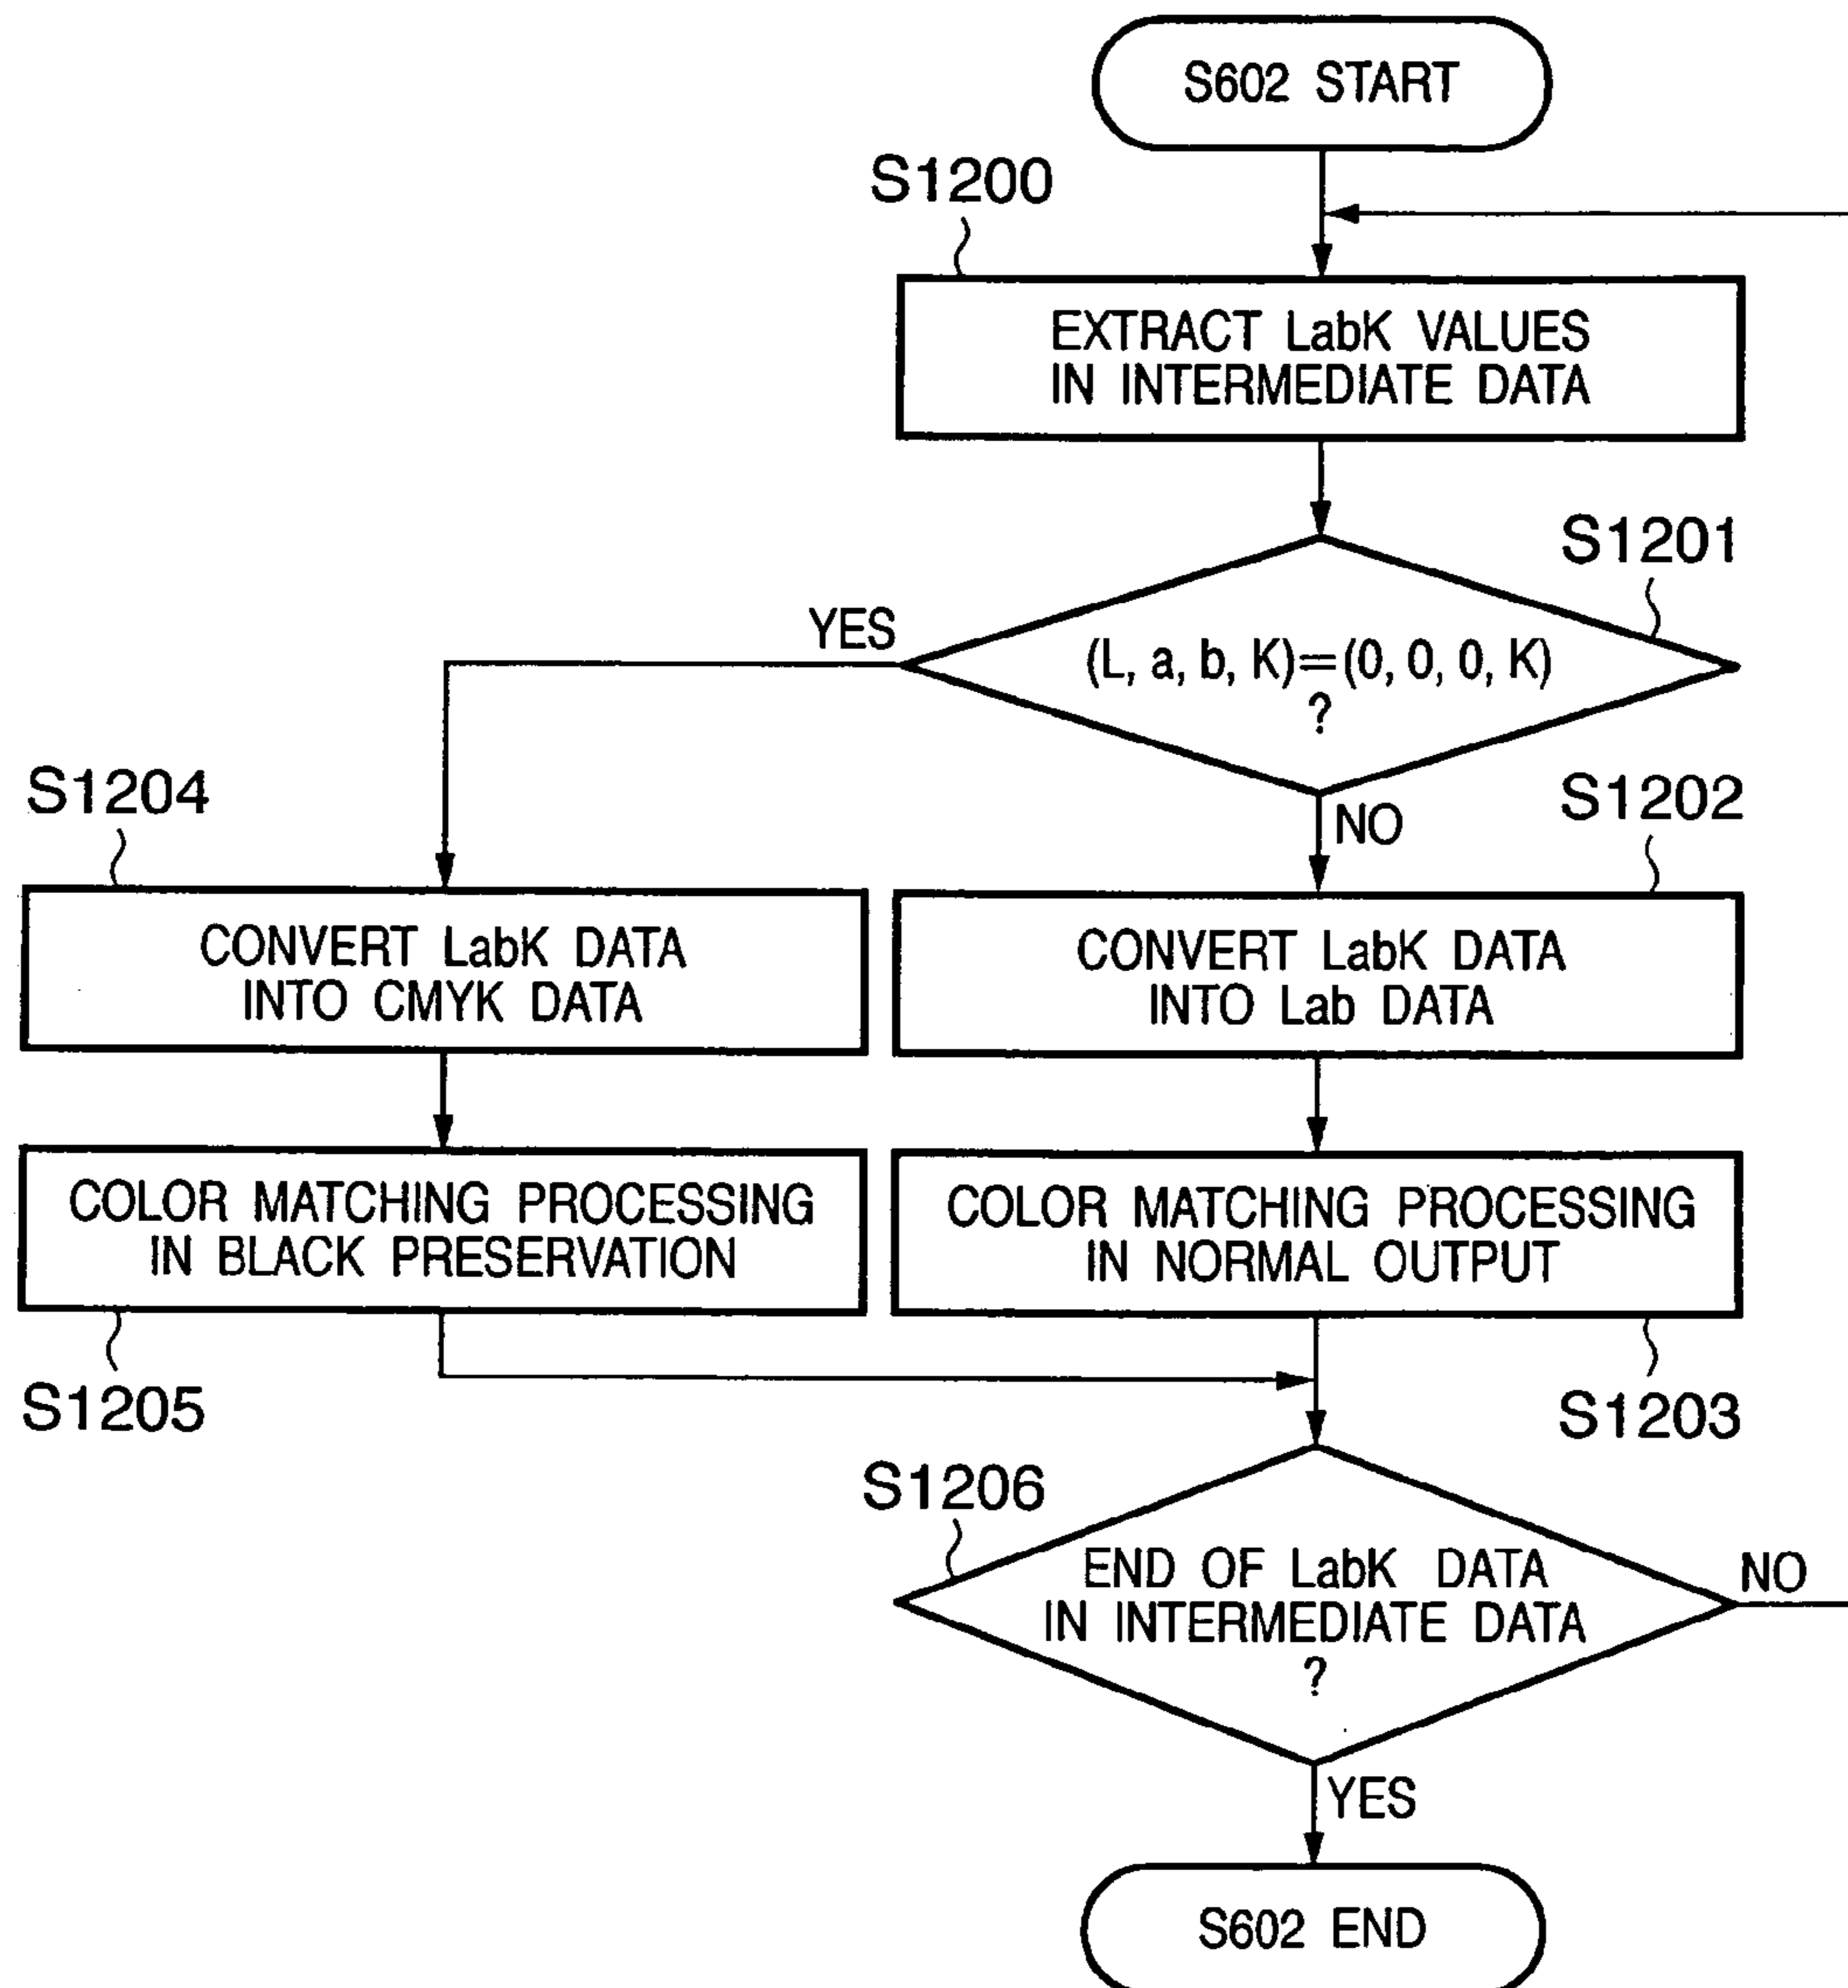 S602 START
S1200
EXTRACT LabK VALUES
IN INTERMEDIATE DATA
S1201
YES
(L, a, b, K)=(0, 0, 0, K)
?
S1204
NO
S1202
CONVERT LabK DATA
INTO CMYK DATA
CONVERT LabK DATA
INTO Lab DATA
COLOR MATCHING PROCESSING
IN BLACK PRESERVATION
COLOR MATCHING PROCESSING
IN NORMAL OUTPUT
S1205
S1203
S1206
END OF LabK DATA
IN INTERMEDIATE DATA
?
NO
YES
S602 END